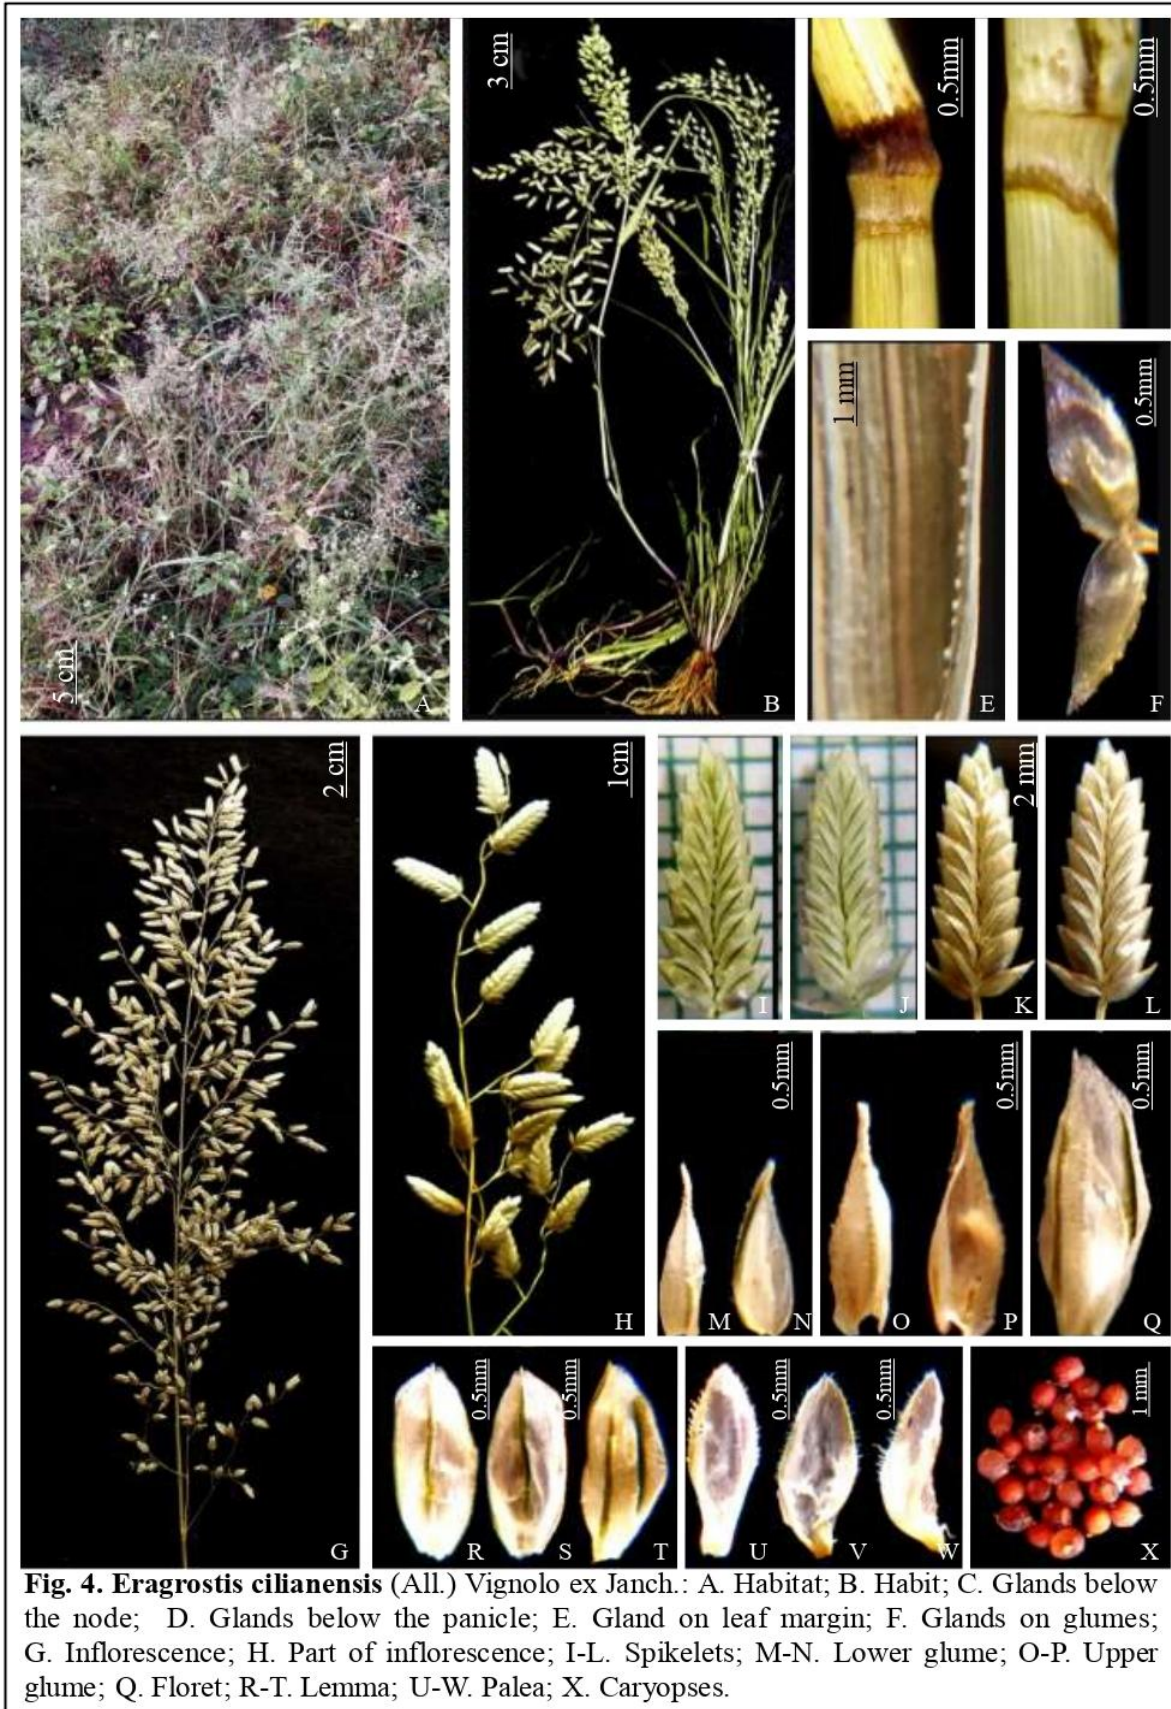 3 cm
0.5mm
0.5mm
1 mm
0.5mm
5 cm
A
B
E
F
2 cm
1cm
2 mm
I
J
K
L
0.5mm
0.5mm
0.5mm
H
M
N
O
P
Q
0.5mm
0.5mm
0.5mm
0.5mm
1 mm
G
R
S
T
U
V
W
X
Fig. 4. Eragrostis cilianensis (All.) Vignolo ex Janch.: A. Habitat; B. Habit; C. Glands below
the node; D. Glands below the panicle; E. Gland on leaf margin; F. Glands on glumes;
G. Inflorescence; H. Part of inflorescence; I-L. Spikelets; M-N. Lower glume; O-P. Upper
glume; Q. Floret; R-T. Lemma; U-W. Palea; X. Caryopses.